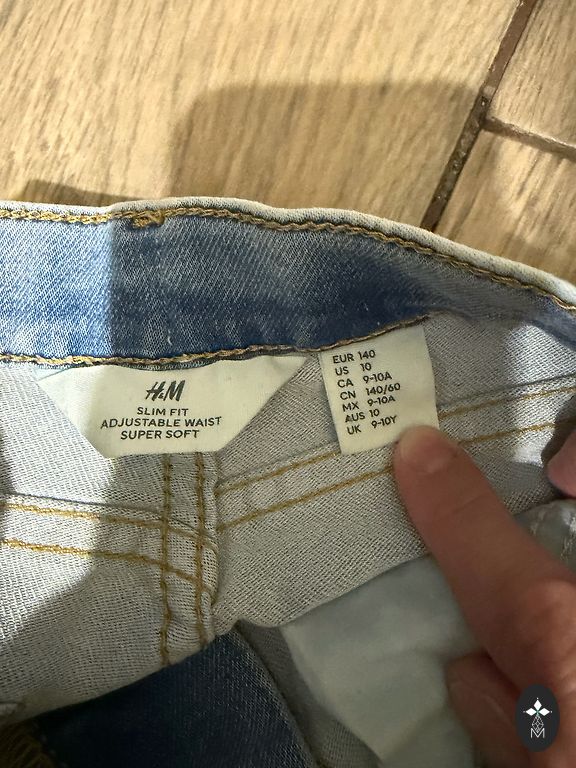 H&M
SLIM FIT
ADJUSTABLE WAIST
SUPER SOFT
EUR 140
US 10
CA 9-10A
CN 140/60
MX 9-10A
AUS 10
UK 9-10Y
M